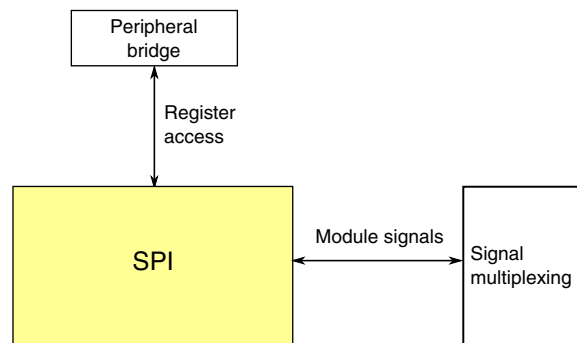 Peripheral
bridge
Register
access
SPI
Module signals
Signal
multiplexing